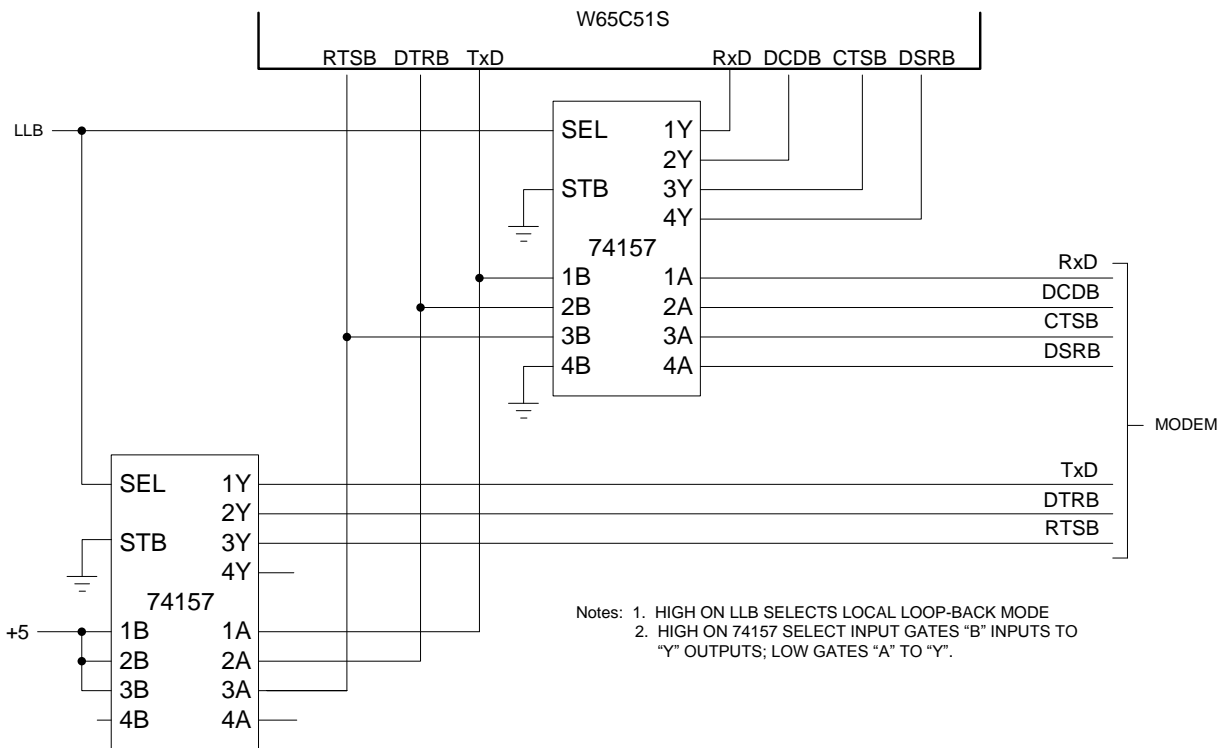 W65C51S
RTSB DTRB TxD RxD DCDB CTSB DSRB
LLB
SEL 1Y
2Y
STB 3Y
4Y
74157
1B 1A
2B 2A
3B 3A
4B 4A
RxD
DCDB
CTSB
DSRB
MODEM
TxD
DTRB
RTSB
SEL 1Y
2Y
STB 3Y
4Y
74157
+5
1B 1A
2B 2A
3B 3A
4B 4A
Notes: 1. HIGH ON LLB SELECTS LOCAL LOOP-BACK MODE
2. HIGH ON 74157 SELECT INPUT GATES “B” INPUTS TO
“Y” OUTPUTS; LOW GATES “A” TO “Y”.